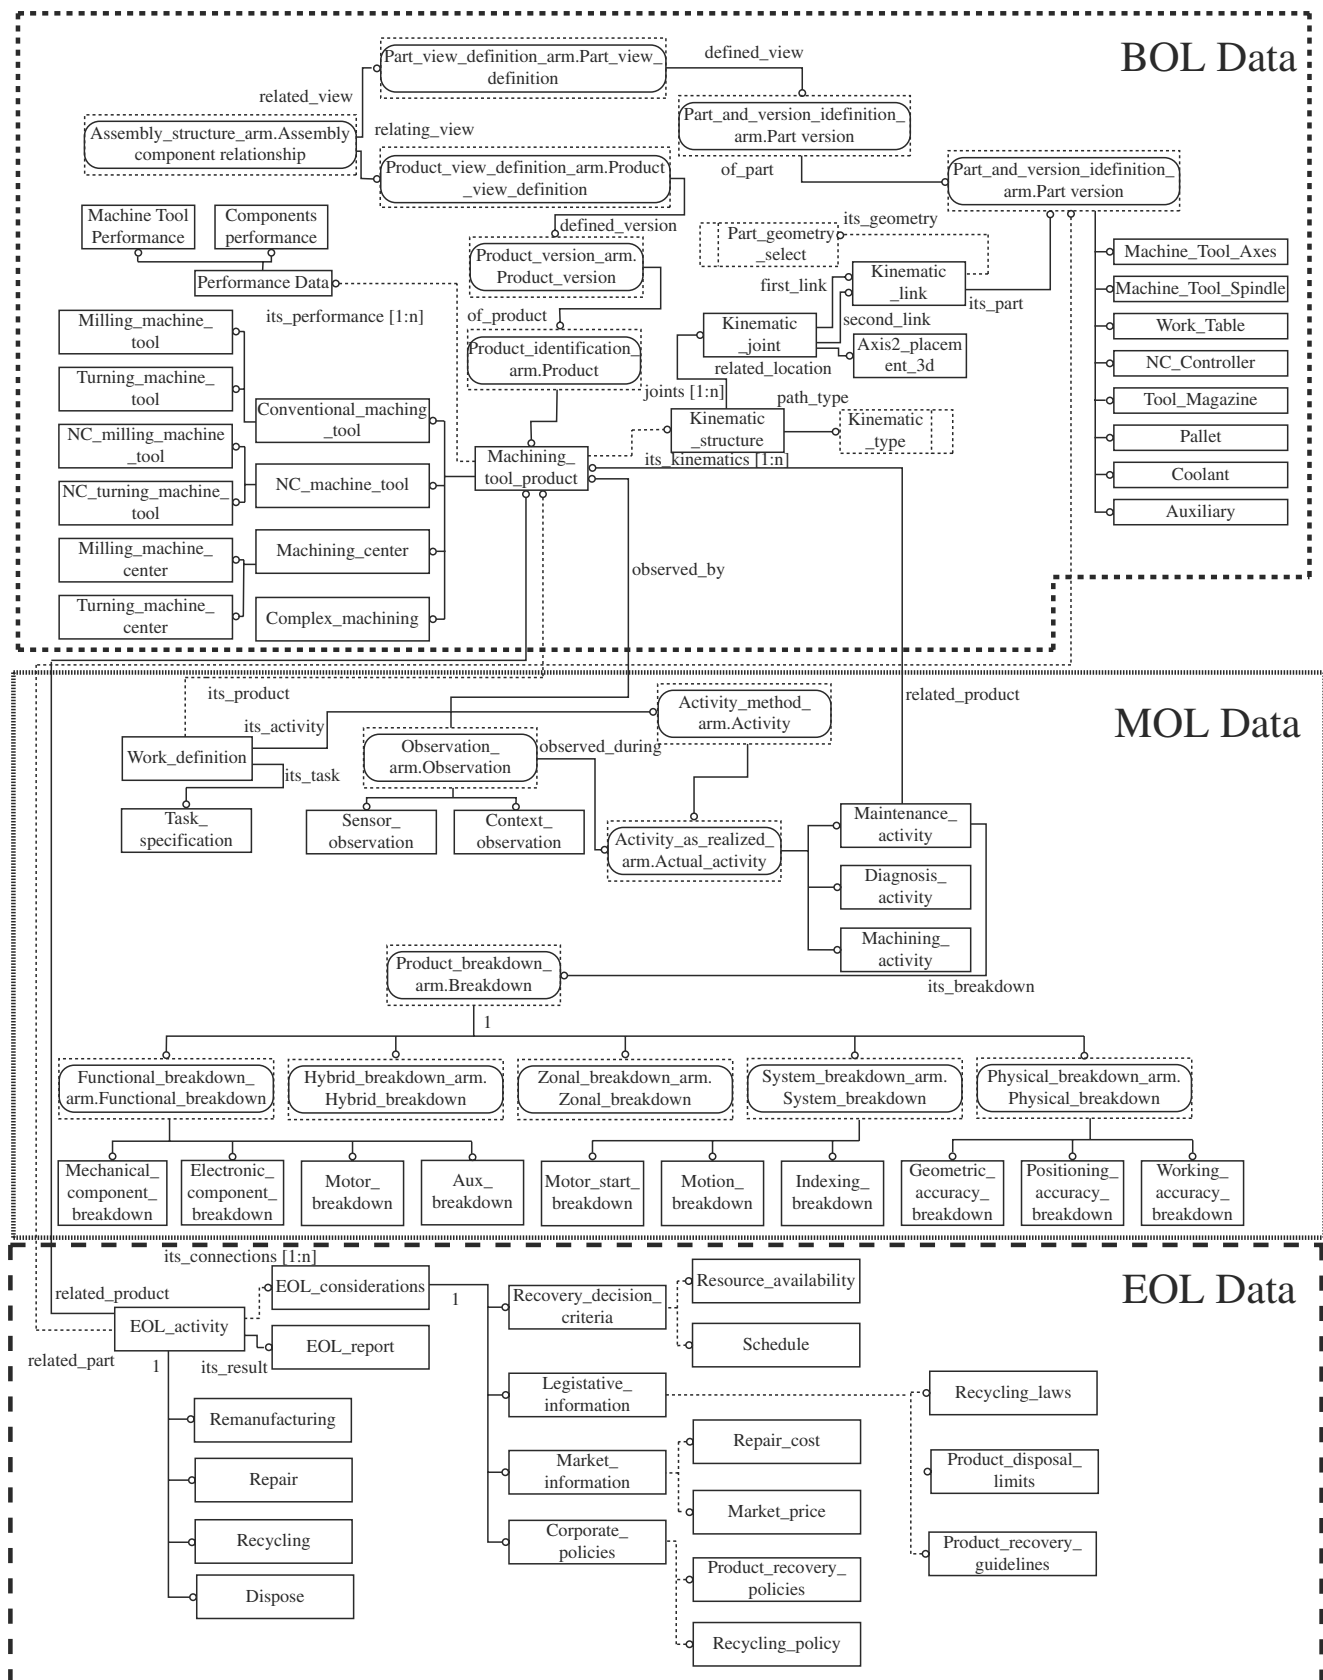 BOL Data
Part_view_definition_arm.Part_view_
definition
defined_view
related_view
Part_and_version_idefinition_
arm.Part version
Assembly_structure_arm.Assembly
component relationship
relating_view
Product_view_definition_arm.Product
_view_definition
of_part
Part_and_version_idefinition_
arm.Part version
Machine Tool
Performance
Components
performance
defined_version
its_geometry
Part_geometry
_select
Product_version_arm.
Product_version
Performance Data
Kinematic
_link
first_link
its_part
its_performance [1:n]
of_product
second_link
Machine_Tool_Axes
Machine_Tool_Spindle
Work_Table
NC_Controller
Tool_Magazine
Pallet
Coolant
Auxiliary
Milling_machine_
tool
Kinematic
_joint
Axis2_placem
ent_3d
Product_identification_
arm.Product
related_location
Turning_machine_
tool
joints [1:n]
path_type
Conventional_maching
_tool
Kinematic
_structure
Kinematic
_type
NC_milling_machine
_tool
its_kinematics [1:n]
Machining_
tool_product
NC_machine_tool
NC_turning_machine_
tool
Milling_machine_
center
Machining_center
observed_by
Turning_machine_
center
Complex_machining
MOL Data
its_product
related_product
Activity_method_
arm.Activity
its_activity
Work_definition
Observation_
arm.Observation
observed_during
its_task
Task_
specification
Sensor_
observation
Context_
observation
Activity_as_realized_
arm.Actual_activity
Maintenance_
activity
Diagnosis_
activity
Machining_
activity
Product_breakdown_
arm.Breakdown
its_breakdown
1
Functional_breakdown_
arm.Functional_breakdown
Hybrid_breakdown_arm.
Hybrid_breakdown
Zonal_breakdown_arm.
Zonal_breakdown
System_breakdown_arm.
System_breakdown
Physical_breakdown_arm.
Physical_breakdown
Mechanical_
component_
breakdown
Electronic_
component_
breakdown
Motor_
breakdown
Aux_
breakdown
Motor_start_
breakdown
Motion_
breakdown
Indexing_
breakdown
Geometric_
accuracy_
breakdown
Positioning_
accuracy_
breakdown
Working_
accuracy_
breakdown
EOL Data
its_connections [1:n]
EOL_considerations
1
related_product
EOL_activity
EOL_report
related_part
1
its_result
Recovery_decision_
criteria
Resource_availability
Schedule
Legistative_
information
Recycling_laws
Product_disposal_
limits
Product_recovery_
guidelines
Market_
information
Repair_cost
Market_price
Corporate_
policies
Product_recovery_
policies
Recycling_policy
Remanufacturing
Repair
Recycling
Dispose